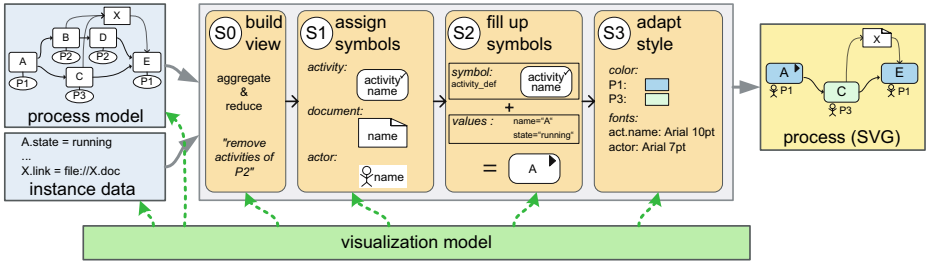 X
B
D
A
P2
P2
E
C
P1
P1
P3
process model
A.state = running
...
X.link = file://X.doc
instance data
S0
build
view
aggregate
&
reduce
"remove
activities of
P2"
S1
assign
symbols
activity:
activity
name
document:
name
actor:
name
S2
fill up
symbols
symbol:
activity_def
activity
name
+
values :
name="A"
state="running"
=
A
S3
adapt
style
color:
P1:
P3:
fonts:
act.name: Arial 10pt
actor: Arial 7pt
X
A
E
P1
C
P1
P3
process (SVG)
visualization model